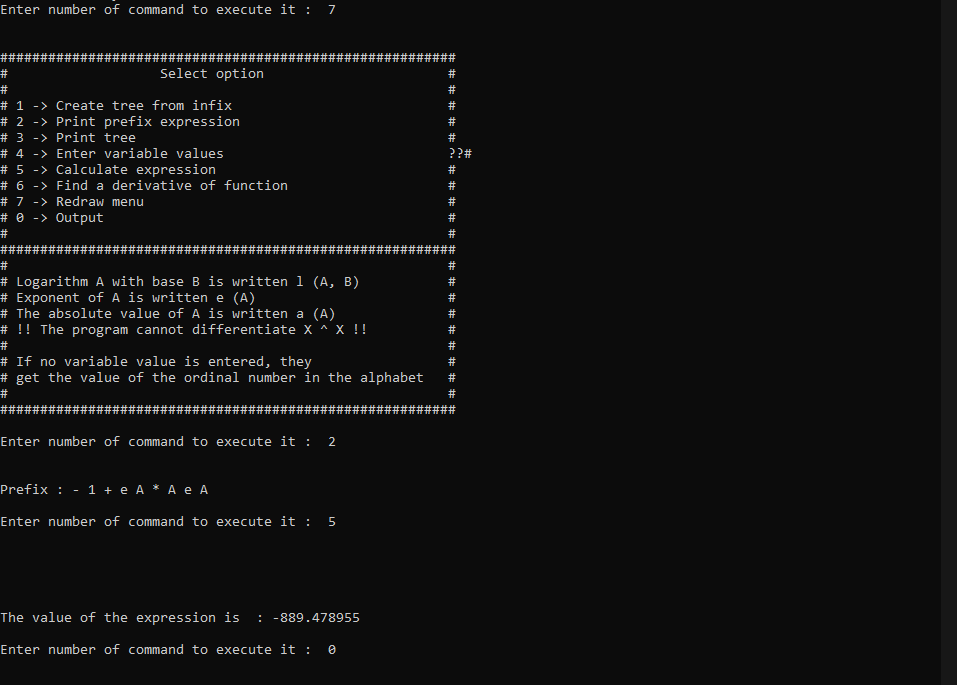 Enter number of command to execute it :  7
#########################################################
#                   Select option                       #
#                                                       #
# 1 -> Create tree from infix                           #
# 2 -> Print prefix expression                          #
# 3 -> Print tree                                       #
# 4 -> Enter variable values                            ??#
# 5 -> Calculate expression                             #
# 6 -> Find a derivative of function                    #
# 7 -> Redraw menu                                      #
# 0 -> Output                                           #
#                                                       #
#########################################################
#                                                       #
# Logarithm A with base B is written l (A, B)           #
# Exponent of A is written e (A)                        #
# The absolute value of A is written a (A)              #
# !! The program cannot differentiate X ^ X !!          #
#                                                       #
# If no variable value is entered, they                 #
# get the value of the ordinal number in the alphabet   #
#                                                       #
#########################################################
Enter number of command to execute it :  2
Prefix : - 1 + e A * A e A
Enter number of command to execute it :  5
The value of the expression is  : -889.478955
Enter number of command to execute it :  0